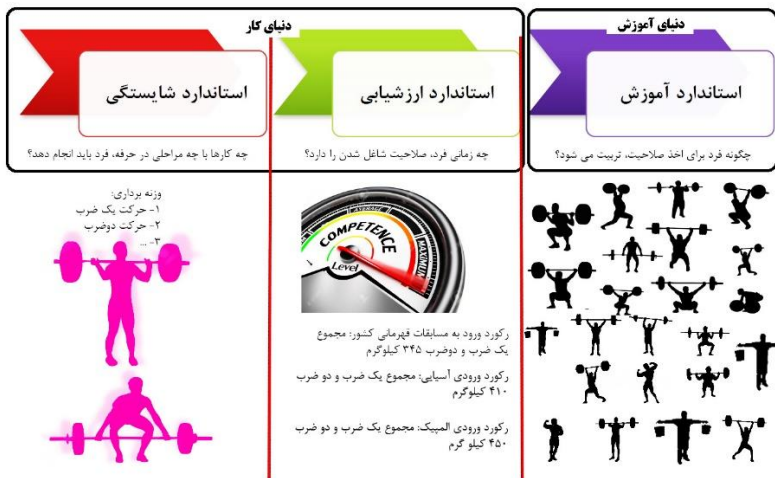 دنیای کار
دنیای آموزش
استاندارد شایستگی
استاندارد ارزشیابی
استاندارد آموزش
چه کارها با چه مراحلی در حرفه، فرد باید انجام دهد؟
چه زمانی فرد، صلاحیت شاغل شدن را دارد؟
چگونه فرد برای اخذ صلاحیت، تربیت می شود؟
وزنه برداری:
۱- حرکت یک ضرب
۲- حرکت دوضرب
۳- ...
AVERAGE
MAXIMUM
COMPETENCE
Level
رکورد ورود به مسابقات قهرمانی کشور: مجموع
یک ضرب و دوضرب ۳۴۵ کیلوگرم
رکورد ورودی آسیایی: مجموع یک ضرب و دو ضرب
۴۱۰ کیلوگرم
رکورد ورودی المپیک: مجموع یک ضرب و دو ضرب
۴۵۰ کیلو گرم